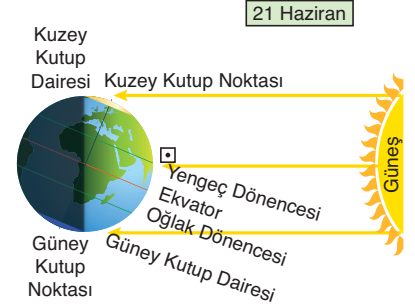 21 Haziran
Kuzey
Kutup
Dairesi
Kuzey Kutup Noktası
Güneş
Yengeç Dönencesi
Ekvator
Oğlak Dönencesi
Güney Kutup Dairesi
Güney
Kutup
Noktası